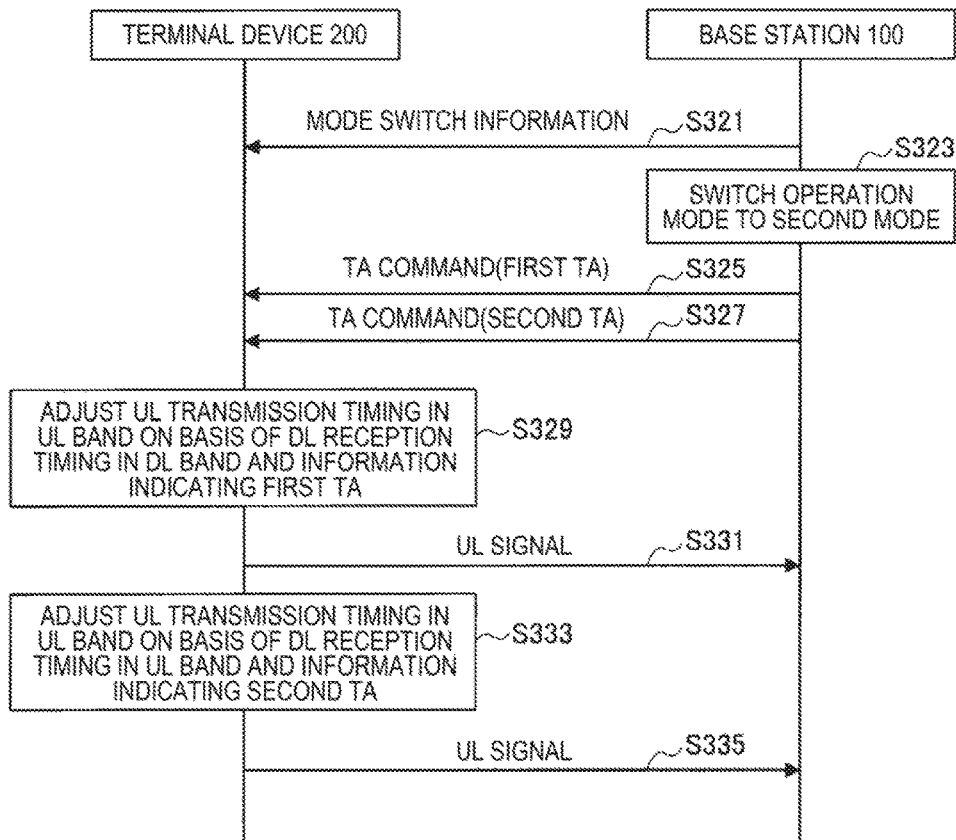 TERMINAL DEVICE 200
BASE STATION 100
MODE SWITCH INFORMATION
S321
S323
SWITCH OPERATION
MODE TO SECOND MODE
TA COMMAND(FIRST TA)
S325
TA COMMAND(SECOND TA)
S327
ADJUST UL TRANSMISSION TIMING IN
UL BAND ON BASIS OF DL RECEPTION
TIMING IN DL BAND AND INFORMATION
INDICATING FIRST TA
S329
UL SIGNAL
S331
ADJUST UL TRANSMISSION TIMING IN
UL BAND ON BASIS OF DL RECEPTION
TIMING IN UL BAND AND INFORMATION
INDICATING SECOND TA
S333
UL SIGNAL
S335